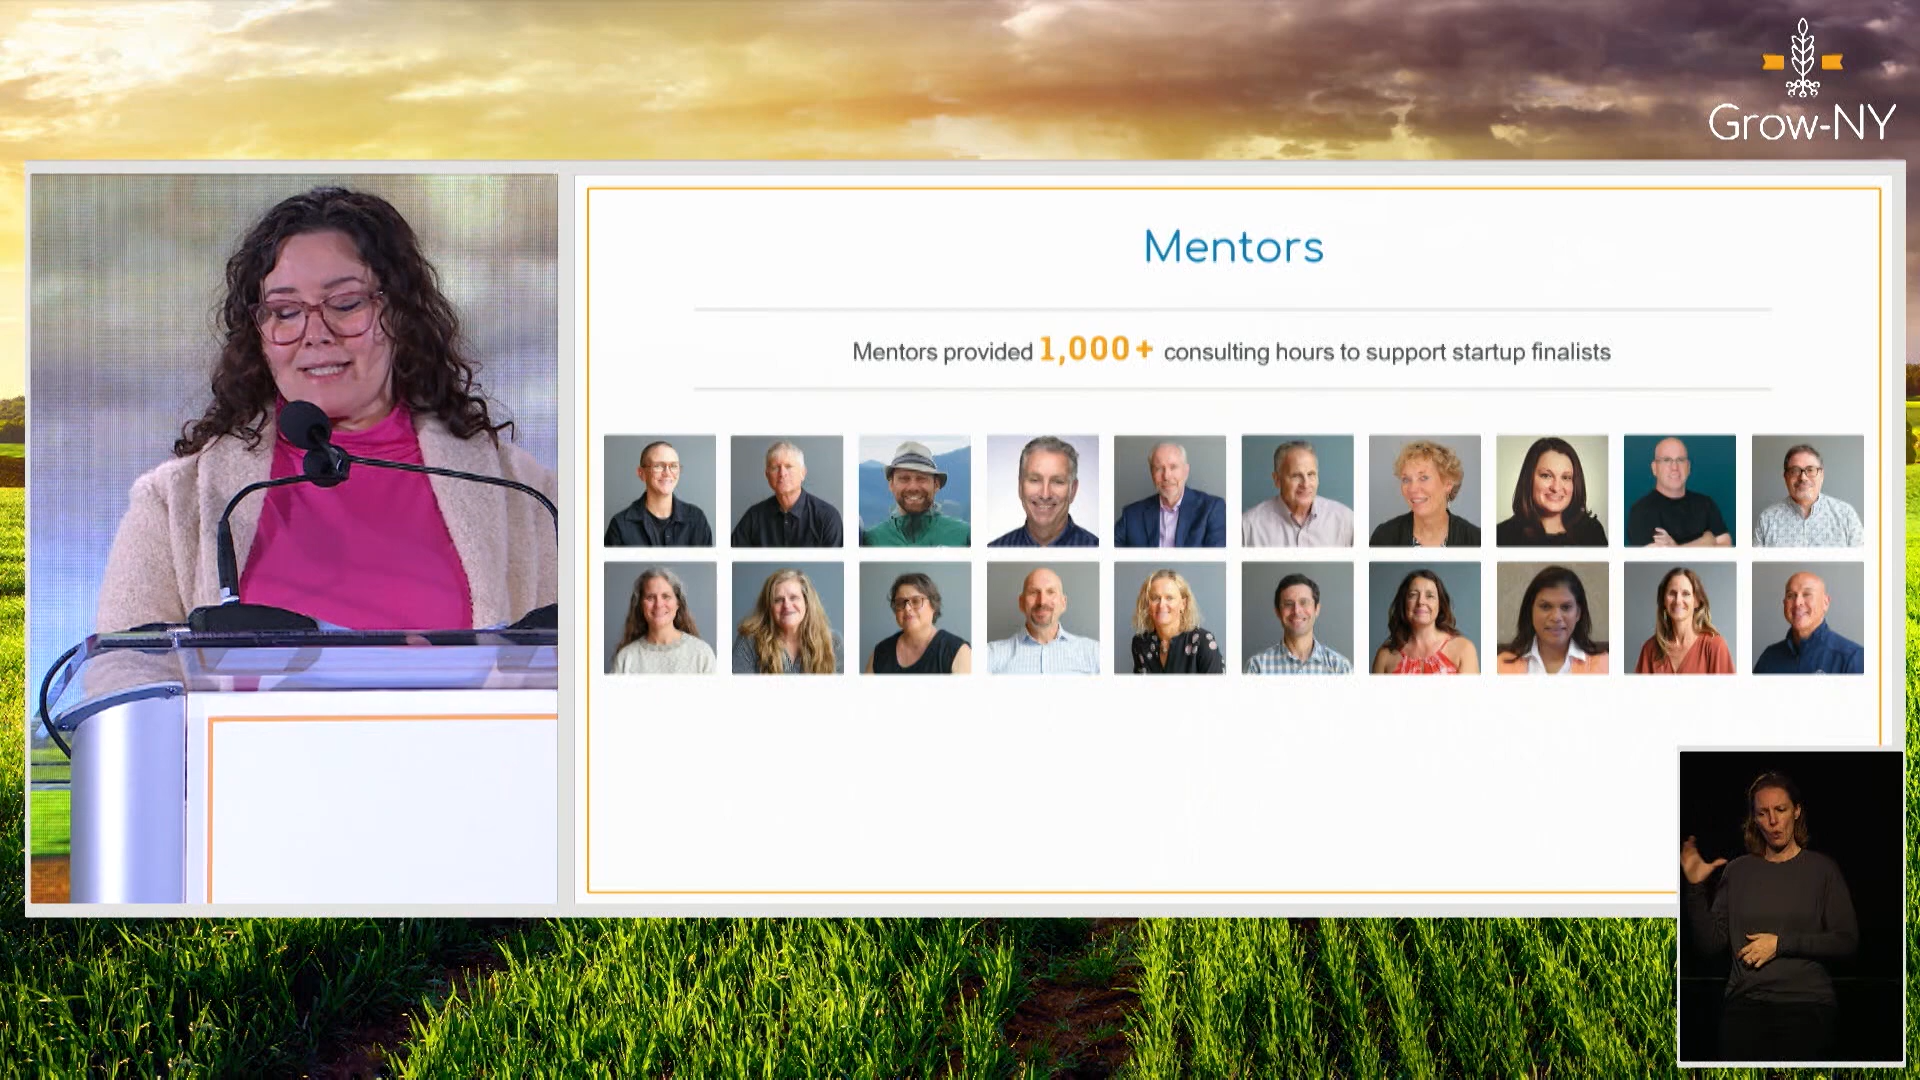 Grow-NY
Mentors
Mentors provided 1,000+ consulting hours to support startup finalists